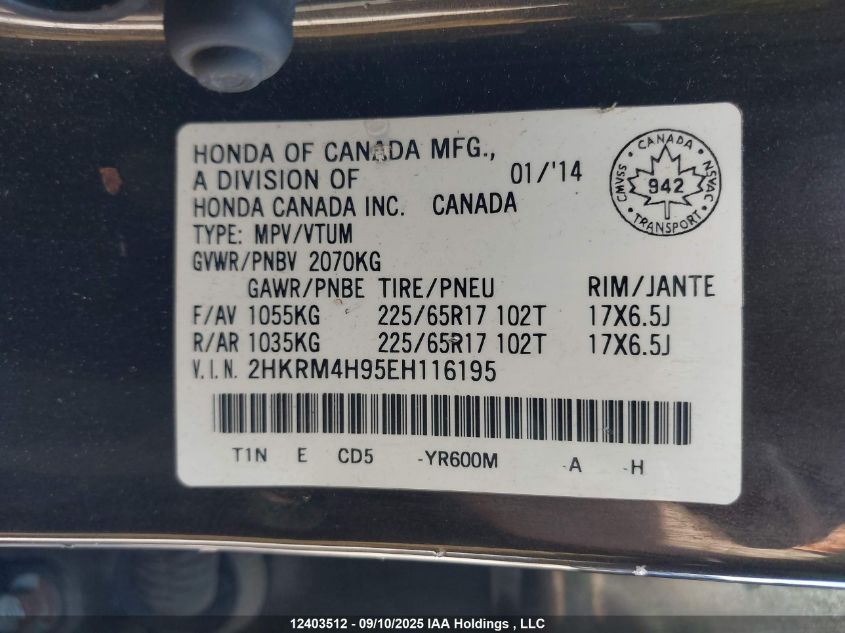 HONDA OF CANADA MFG.,
A DIVISION OF 01/'14
HONDA CANADA INC. CANADA
TYPE: MPV/VTUM
GVWR/PNBV 2070KG
GAWR/PNBE TIRE/PNEU RIM/JANTE
F/AV 1055KG 225/65R17 102T 17X6.5J
R/AR 1035KG 225/65R17 102T 17X6.5J
V.I.N. 2HKRM4H95EH116195
T1N E CD5 -YR600M -A -H
CANADA
CMVSS 942 NSVAC
TRANSPORT
12403512 - 09/10/2025 IAA Holdings , LLC